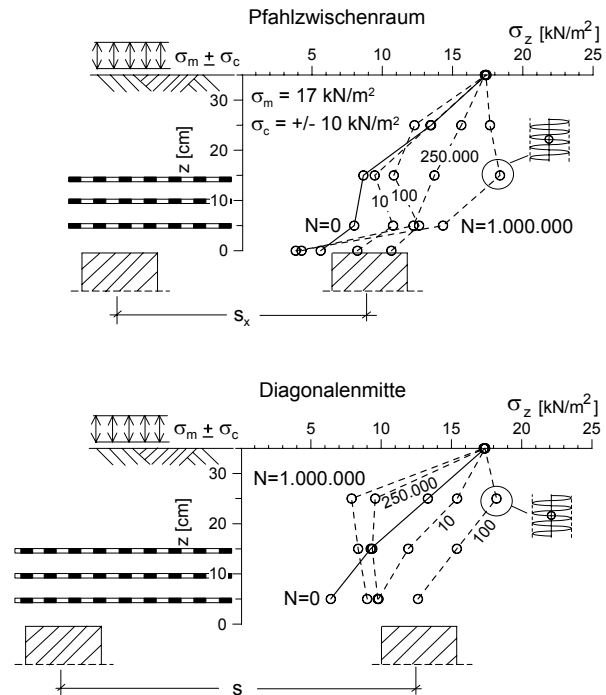 Pfahlzwischenraum
σz [kN/m²]
σm ± σc
5 10 15 20 25
σm = 17 kN/m²
σc = +/- 10 kN/m²
30
z [cm]
250.000
10
100
10
N=0
N=1.000.000
0
sx
Diagonalenmitte
σz [kN/m²]
σm ± σc
5 10 15 20 25
30
N=1.000.000
250.000
z [cm]
10
100
10
N=0
0
s